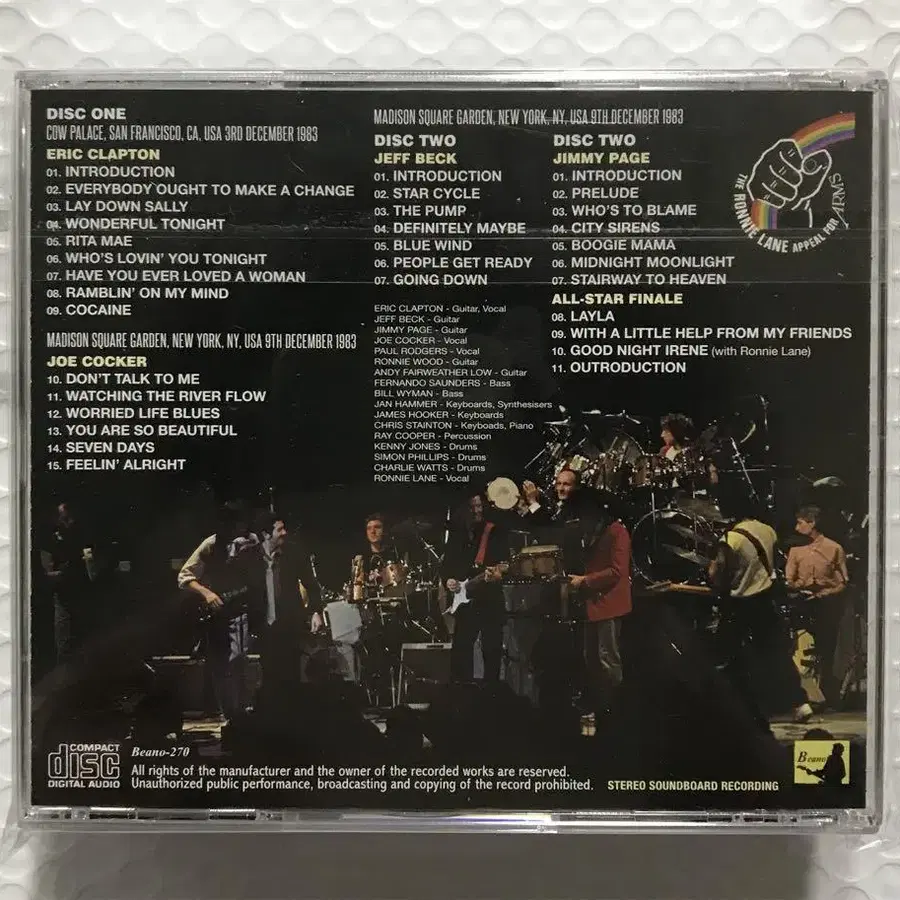 DISC ONE
COW PALACE, SAN FRANCISCO, CA, USA 3RD DECEMBER 1983
ERIC CLAPTON
01. INTRODUCTION
02. EVERYBODY OUGHT TO MAKE A CHANGE
03. LAY DOWN SALLY
04. WONDERFUL TONIGHT
05. RITA MAE
06. WHO'S LOVIN' YOU TONIGHT
07. HAVE YOU EVER LOVED A WOMAN
08. RAMBLIN' ON MY MIND
09. COCAINE
MADISON SQUARE GARDEN, NEW YORK, NY, USA 9TH DECEMBER 1983
JOE COCKER
10. DON'T TALK TO ME
11. WATCHING THE RIVER FLOW
12. WORRIED LIFE BLUES
13. YOU ARE SO BEAUTIFUL
14. SEVEN DAYS
15. FEELIN' ALRIGHT
MADISON SQUARE GARDEN, NEW YORK, NY, USA 9TH DECEMBER 1983
DISC TWO
JEFF BECK
01. INTRODUCTION
02. STAR CYCLE
03. THE PUMP
04. DEFINITELY MAYBE
05. BLUE WIND
06. PEOPLE GET READY
07. GOING DOWN
ERIC CLAPTON - Guitar, Vocal
JEFF BECK - Guitar
JIMMY PAGE - Guitar
JOE COCKER - Vocal
PAUL RODGERS - Vocal
RONNIE WOOD - Guitar
ANDY FAIRWEATHER LOW - Guitar
FERNANDO SAUNDERS - Bass
BILL WYMAN - Bass
JAN HAMMER - Keyboards, Synthesisers
JAMES HOOKER - Keyboards
CHRIS STAINTON - Keyboads, Piano
RAY COOPER - Percussion
KENNY JONES - Drums
SIMON PHILLIPS - Drums
CHARLIE WATTS - Drums
RONNIE LANE - Vocal
DISC TWO
JIMMY PAGE
01. INTRODUCTION
02. PRELUDE
03. WHO'S TO BLAME
04. CITY SIRENS
05. BOOGIE MAMA
06. MIDNIGHT MOONLIGHT
07. STAIRWAY TO HEAVEN
ALL-STAR FINALE
08. LAYLA
09. WITH A LITTLE HELP FROM MY FRIENDS
10. GOOD NIGHT IRENE (with Ronnie Lane)
11. OUTRODUCTION
THE RONNIE LANE APPEAL FOR ARMS
COMPACT
disc
DIGITAL AUDIO
Beano-270
All rights of the manufacturer and the owner of the recorded works are reserved.
Unauthorized public performance, broadcasting and copying of the record prohibited.
STEREO SOUNDBOARD RECORDING
Beano